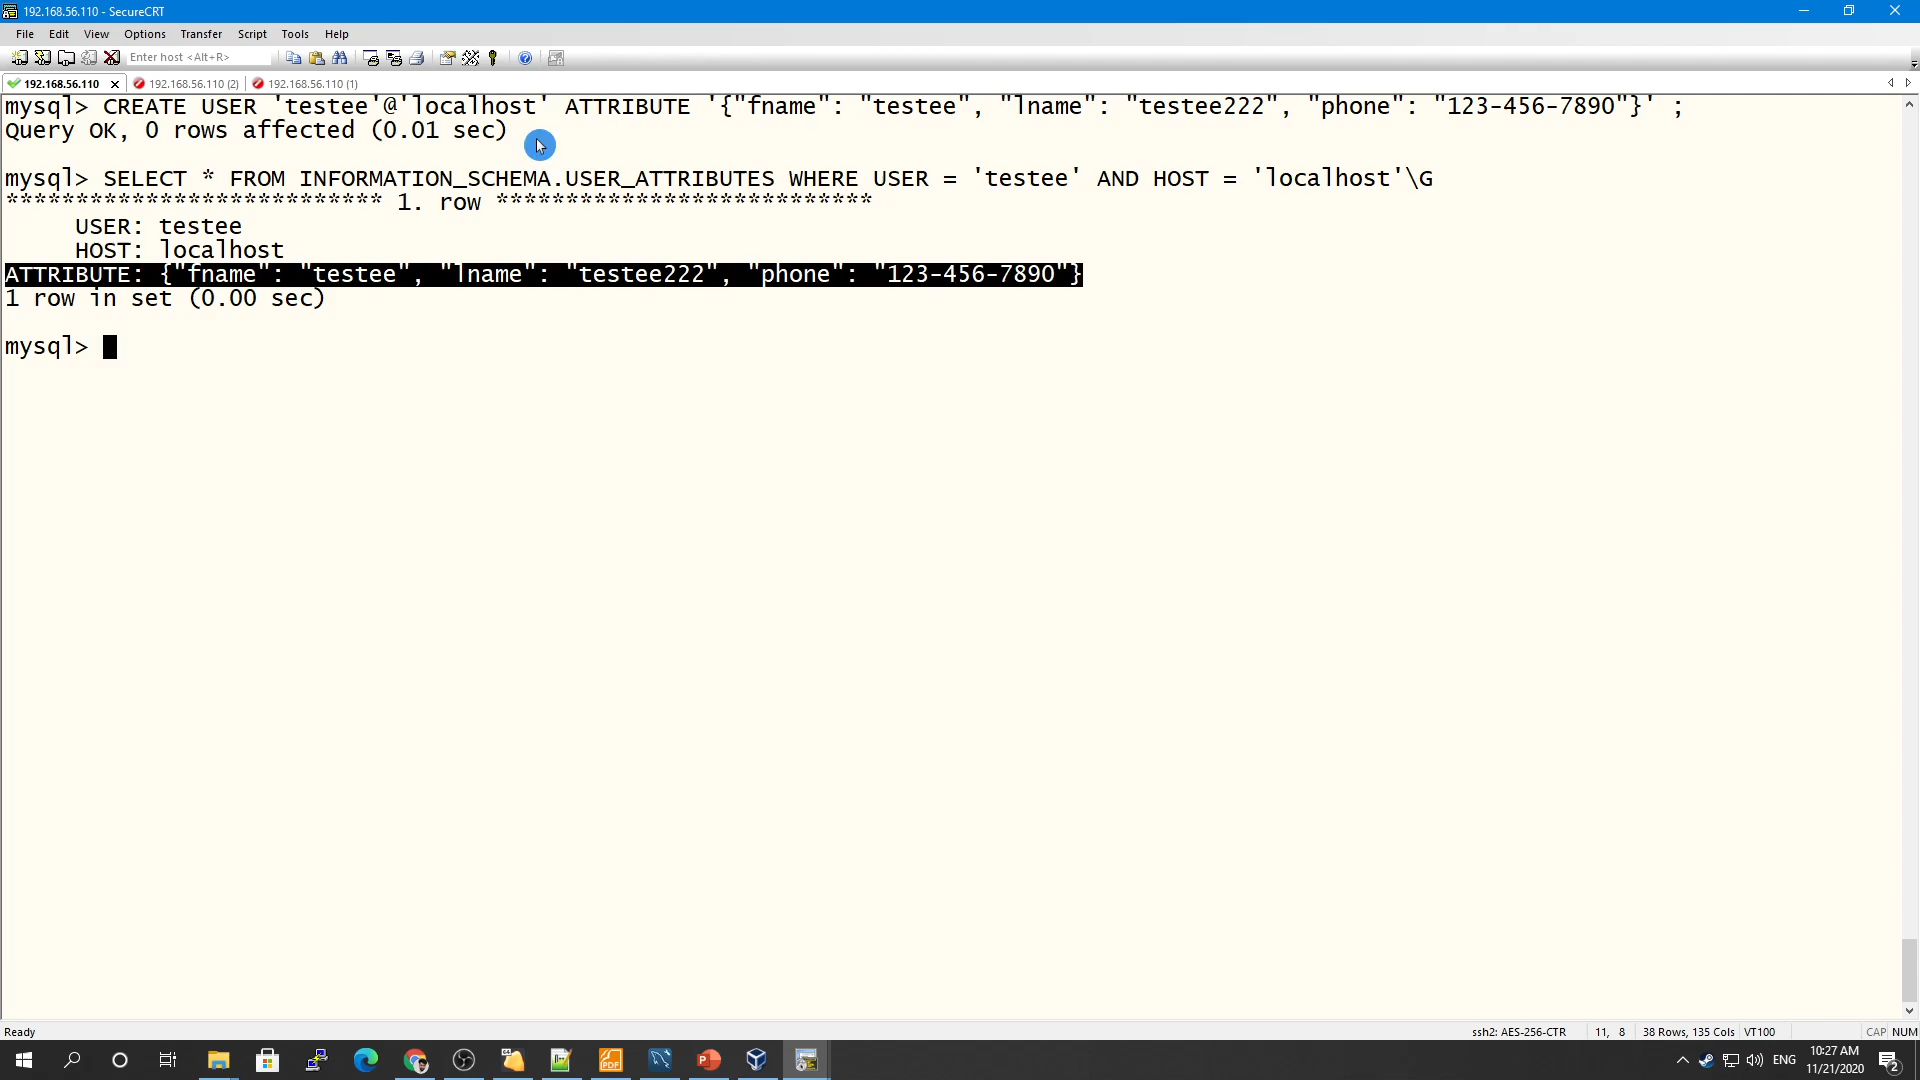 192.168.56.110 - SecureCRT
File Edit View Options Transfer Script Tools Help
Enter host <Alt+R>
192.168.56.110 192.168.56.110 (2) 192.168.56.110 (1)
mysql> CREATE USER 'testee'@'localhost' ATTRIBUTE '{"fname": "testee", "lname": "testee222", "phone": "123-456-7890"}' ;
Query OK, 0 rows affected (0.01 sec)
mysql> SELECT * FROM INFORMATION_SCHEMA.USER_ATTRIBUTES WHERE USER = 'testee' AND HOST = 'localhost'\G
*************************** 1. row ***************************
USER: testee
HOST: localhost
ATTRIBUTE: {"fname": "testee", "lname": "testee222", "phone": "123-456-7890"}
1 row in set (0.00 sec)
mysql>
Ready ssh2: AES-256-CTR 11, 8 38 Rows, 135 Cols VT100 CAP NUM
ENG 10:27 AM
11/21/2020 2